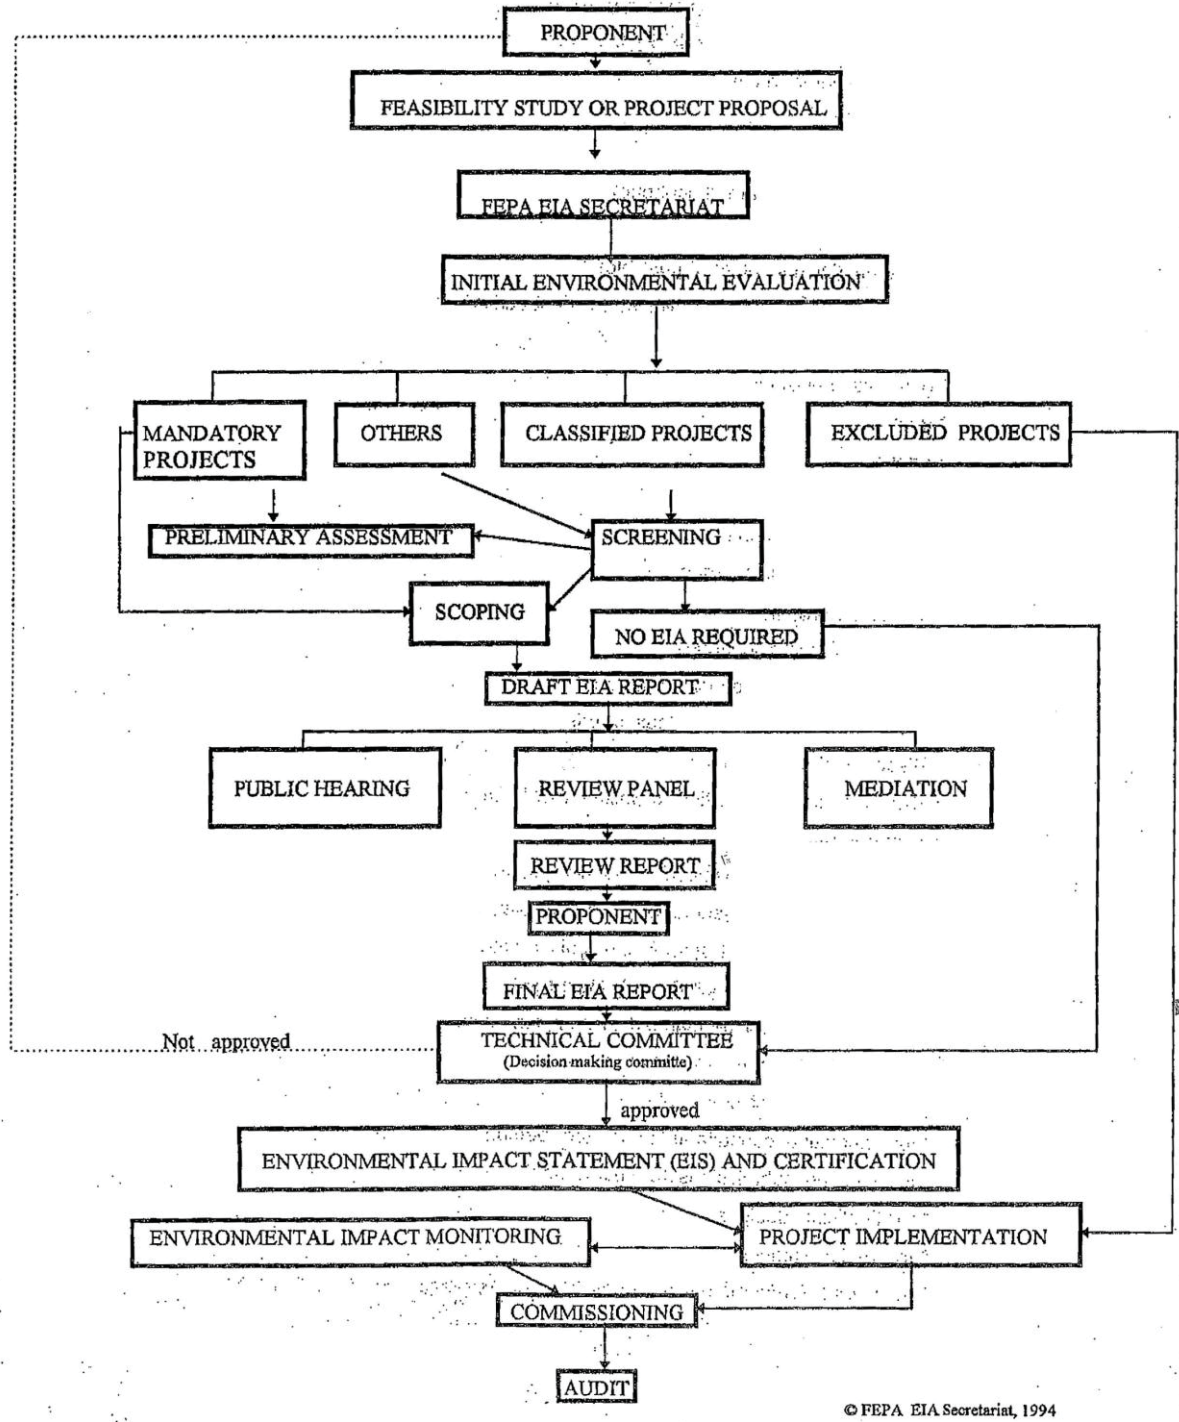 PROPONENT
FEASIBILITY STUDY OR PROJECT PROPOSAL
FEPA EIA SECRETARIAT
INITIAL ENVIRONMENTAL EVALUATION
MANDATORY
PROJECTS
OTHERS
CLASSIFIED PROJECTS
EXCLUDED PROJECTS
PRELIMINARY ASSESSMENT
SCREENING
SCOPING
NO EIA REQUIRED
DRAFT EIA REPORT
PUBLIC HEARING
REVIEW PANEL
MEDIATION
REVIEW REPORT
PROPONENT
FINAL EIA REPORT
Not approved
TECHNICAL COMMITTEE
(Decision making committe)
approved
ENVIRONMENTAL IMPACT STATEMENT (EIS) AND CERTIFICATION
ENVIRONMENTAL IMPACT MONITORING
PROJECT IMPLEMENTATION
COMMISSIONING
AUDIT
© FEPA EIA Secretariat, 1994